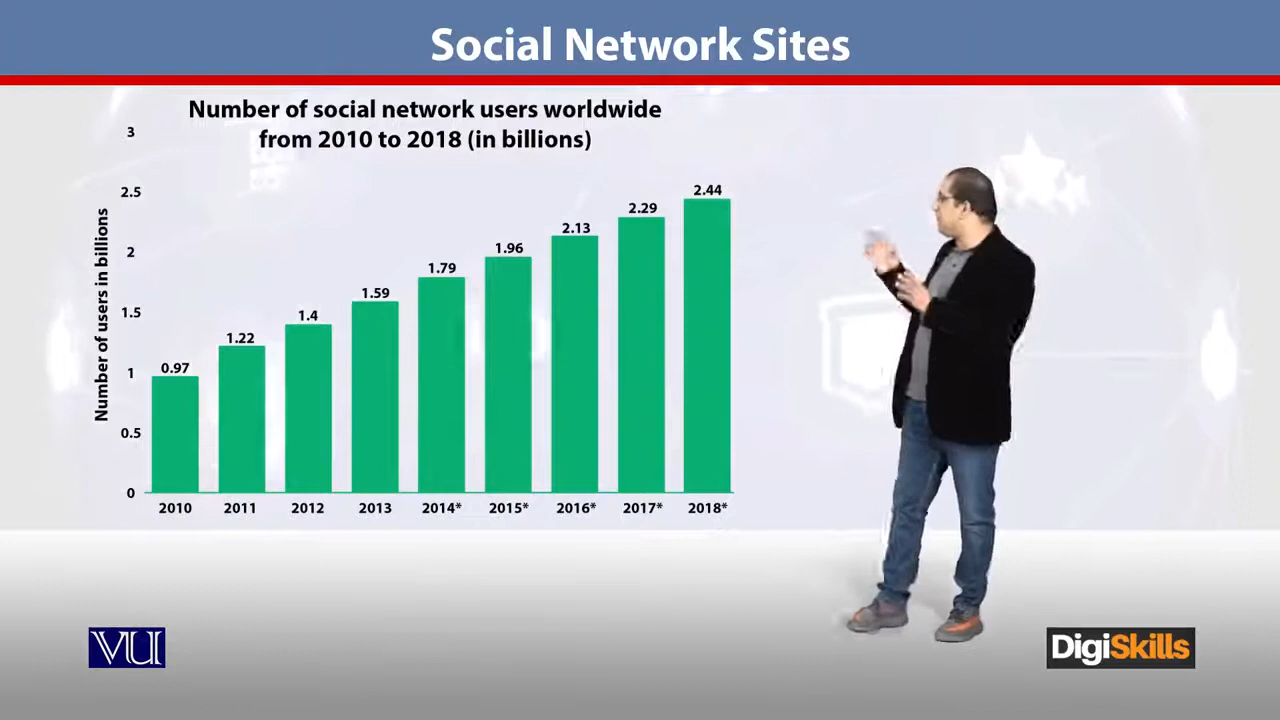 Social Network Sites
Number of social network users worldwide
from 2010 to 2018 (in billions)
Number of users in billions
3
2.5
2
1.5
1
0.5
0
0.97
1.22
1.4
1.59
1.79
1.96
2.13
2.29
2.44
2010 2011 2012 2013 2014* 2015* 2016* 2017* 2018*
VU
DigiSkills